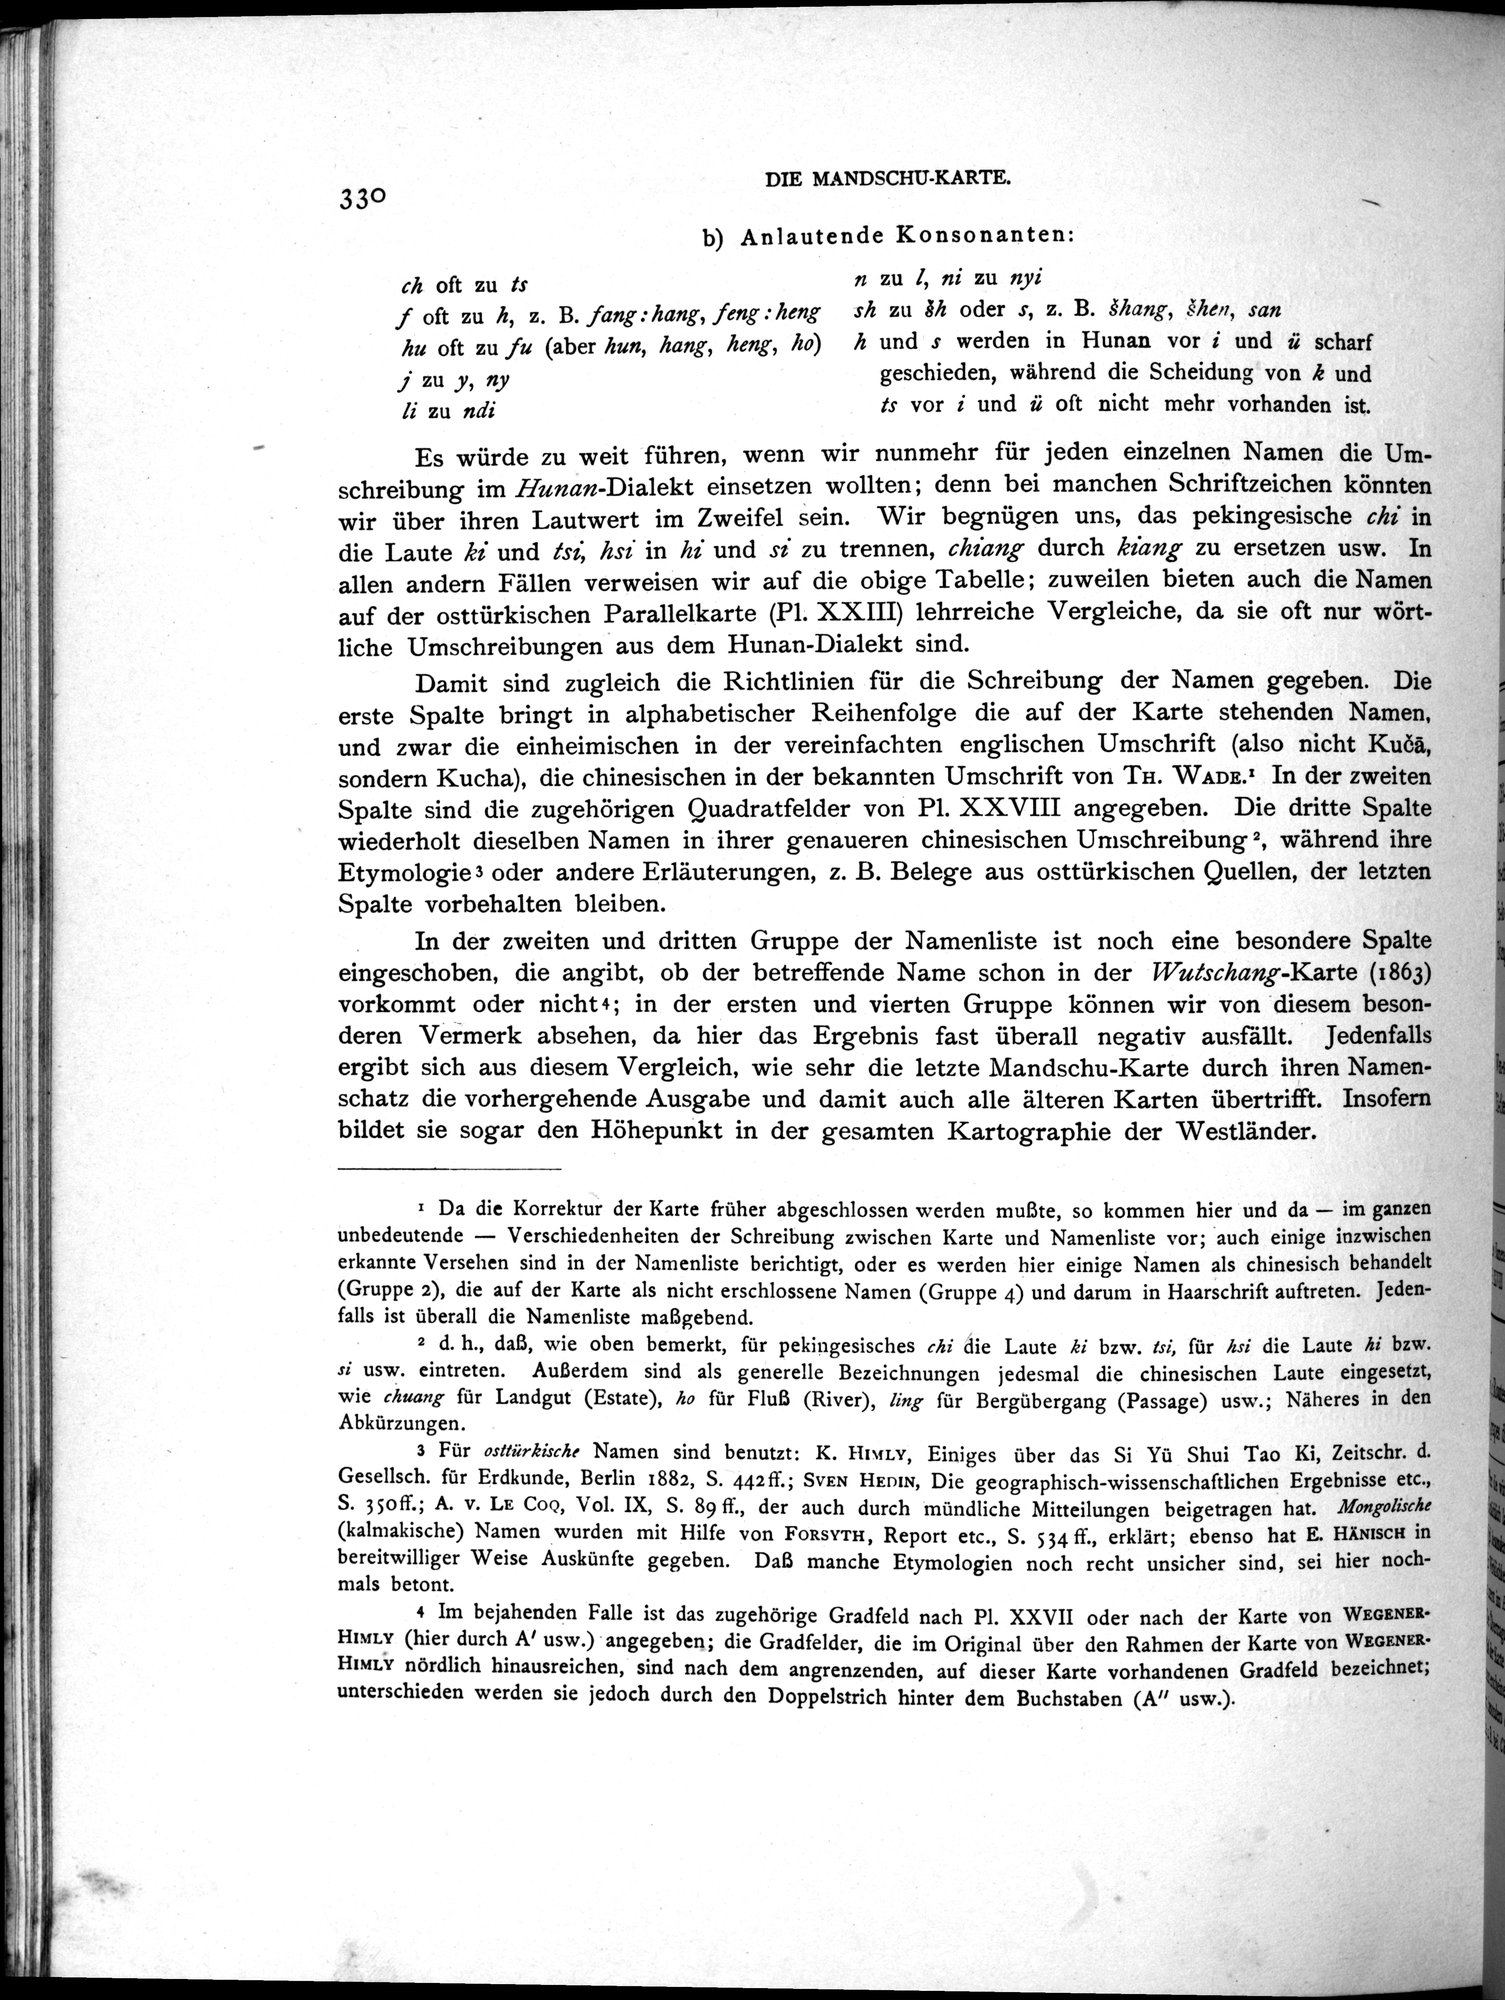 330
DIE MANDSCHU-KARTE.
b) Anlautende Konsonanten:
ch oft zu ts
f oft zu h, z. B. fang : hang, feng : heng
hu oft zu fu (aber hun, hang, heng, ho)
j zu y, ny
li zu ndi
n zu l, ni zu nyi
sh zu šh oder s, z. B. šhang, šhen, san
h und s werden in Hunan vor i und ü scharf
geschieden, während die Scheidung von k und
ts vor i und ü oft nicht mehr vorhanden ist.
Es würde zu weit führen, wenn wir nunmehr für jeden einzelnen Namen die Um-
schreibung im Hunan-Dialekt einsetzen wollten; denn bei manchen Schriftzeichen könnten
wir über ihren Lautwert im Zweifel sein. Wir begnügen uns, das pekingesische chi in
die Laute ki und tsi, hsi in hi und si zu trennen, chiang durch kiang zu ersetzen usw. In
allen andern Fällen verweisen wir auf die obige Tabelle; zuweilen bieten auch die Namen
auf der osttürkischen Parallelkarte (Pl. XXIII) lehrreiche Vergleiche, da sie oft nur wört-
liche Umschreibungen aus dem Hunan-Dialekt sind.
Damit sind zugleich die Richtlinien für die Schreibung der Namen gegeben. Die
erste Spalte bringt in alphabetischer Reihenfolge die auf der Karte stehenden Namen,
und zwar die einheimischen in der vereinfachten englischen Umschrift (also nicht Kučā,
sondern Kucha), die chinesischen in der bekannten Umschrift von TH. WADE.¹ In der zweiten
Spalte sind die zugehörigen Quadratfelder von Pl. XXVIII angegeben. Die dritte Spalte
wiederholt dieselben Namen in ihrer genaueren chinesischen Umschreibung², während ihre
Etymologie³ oder andere Erläuterungen, z. B. Belege aus osttürkischen Quellen, der letzten
Spalte vorbehalten bleiben.
In der zweiten und dritten Gruppe der Namenliste ist noch eine besondere Spalte
eingeschoben, die angibt, ob der betreffende Name schon in der Wutschang-Karte (1863)
vorkommt oder nicht⁴; in der ersten und vierten Gruppe können wir von diesem beson-
deren Vermerk absehen, da hier das Ergebnis fast überall negativ ausfällt. Jedenfalls
ergibt sich aus diesem Vergleich, wie sehr die letzte Mandschu-Karte durch ihren Namen-
schatz die vorhergehende Ausgabe und damit auch alle älteren Karten übertrifft. Insofern
bildet sie sogar den Höhepunkt in der gesamten Kartographie der Westländer.
¹ Da die Korrektur der Karte früher abgeschlossen werden mußte, so kommen hier und da — im ganzen
unbedeutende — Verschiedenheiten der Schreibung zwischen Karte und Namenliste vor; auch einige inzwischen
erkannte Versehen sind in der Namenliste berichtigt, oder es werden hier einige Namen als chinesisch behandelt
(Gruppe 2), die auf der Karte als nicht erschlossene Namen (Gruppe 4) und darum in Haarschrift auftreten. Jeden-
falls ist überall die Namenliste maßgebend.
² d. h., daß, wie oben bemerkt, für pekingesisches chi die Laute ki bzw. tsi, für hsi die Laute hi bzw.
si usw. eintreten. Außerdem sind als generelle Bezeichnungen jedesmal die chinesischen Laute eingesetzt,
wie chuang für Landgut (Estate), ho für Fluß (River), ling für Bergübergang (Passage) usw.; Näheres in den
Abkürzungen.
³ Für osttürkische Namen sind benutzt: K. HIMLY, Einiges über das Si Yü Shui Tao Ki, Zeitschr. d.
Gesellsch. für Erdkunde, Berlin 1882, S. 442 ff.; SVEN HEDIN, Die geographisch-wissenschaftlichen Ergebnisse etc.,
S. 350 ff.; A. v. LE COQ, Vol. IX, S. 89 ff., der auch durch mündliche Mitteilungen beigetragen hat. Mongolische
(kalmakische) Namen wurden mit Hilfe von FORSYTH, Report etc., S. 534 ff., erklärt; ebenso hat E. HÄNISCH in
bereitwilliger Weise Auskünfte gegeben. Daß manche Etymologien noch recht unsicher sind, sei hier noch-
mals betont.
⁴ Im bejahenden Falle ist das zugehörige Gradfeld nach Pl. XXVII oder nach der Karte von WEGENER-
HIMLY (hier durch A′ usw.) angegeben; die Gradfelder, die im Original über den Rahmen der Karte von WEGENER-
HIMLY nördlich hinausreichen, sind nach dem angrenzenden, auf dieser Karte vorhandenen Gradfeld bezeichnet;
unterschieden werden sie jedoch durch den Doppelstrich hinter dem Buchstaben (A″ usw.).